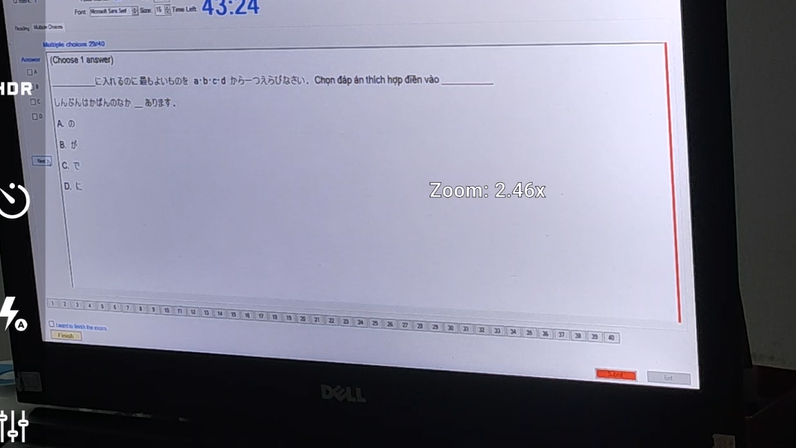 Font: Microsoft Sans Serif Size: 15 Time Left: 43:24
Reading Multiple Choices
Multiple choices 29/40
Answer
(Choose 1 answer)
________に入れるのに最もよいものを a・b・c・d から一つえらびなさい。Chọn đáp án thích hợp điền vào __________
しんぶんはかばんのなか __ あります。
A. の
B. が
C. で
D. に
A
B
C
D
HDR
Zoom: 2.46x
A
1 2 3 4 5 6 7 8 9 10 11 12 13 14 15 16 17 18 19 20 21 22 23 24 25 26 27 28 29 30 31 32 33 34 35 36 37 38 39 40
I want to finish the exam.
Finish
Exit
DELL